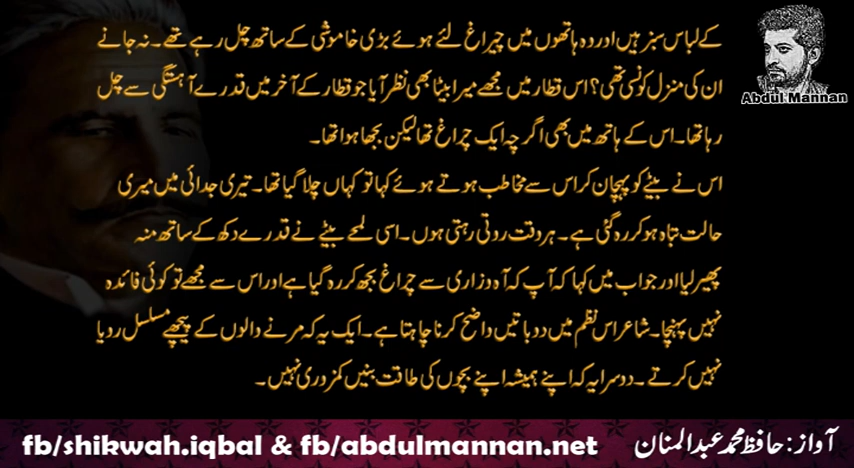 کے لباس سبز ہیں اور وہ ہاتھوں میں چراغ لئے ہوئے بڑی خاموشی کے ساتھ چل رہے تھے۔ نہ جانے
ان کی منزل کونسی تھی؟ اس قطار میں مجھے میرا بیٹا بھی نظر آیا جو قطار کے آخر میں قدرے آہستگی سے چل
رہا تھا۔ اس کے ہاتھ میں بھی اگر چہ ایک چراغ تھا لیکن بجھا ہوا تھا۔
اس نے بیٹے کو پہچان کر اس سے مخاطب ہوتے ہوئے کہا تو کہاں چلا گیا تھا۔ تیری جدائی میں میری
حالت تباہ ہو کر رہ گئی ہے۔ ہر وقت روتی رہتی ہوں۔ اسی لمحے بیٹے نے قدرے دکھ کے ساتھ منہ
پھیر لیا اور جواب میں کہا کہ آپ کہ آہ و زاری سے چراغ بجھ کر رہ گیا ہے اور اس سے مجھے تو کوئی فائدہ
نہیں پہنچا۔ شاعر اس نظم میں دو باتیں واضح کرنا چاہتا ہے۔ ایک یہ کہ مرنے والوں کے پیچھے مسلسل رویا
نہیں کرتے۔ دوسرا یہ کہ اپنے ہمیشہ اپنے بچوں کی طاقت بنیں کمزوری نہیں۔
Abdul Mannan
fb/shikwah.iqbal & fb/abdulmannan.net
آواز: حافظ محمد عبدالمنان